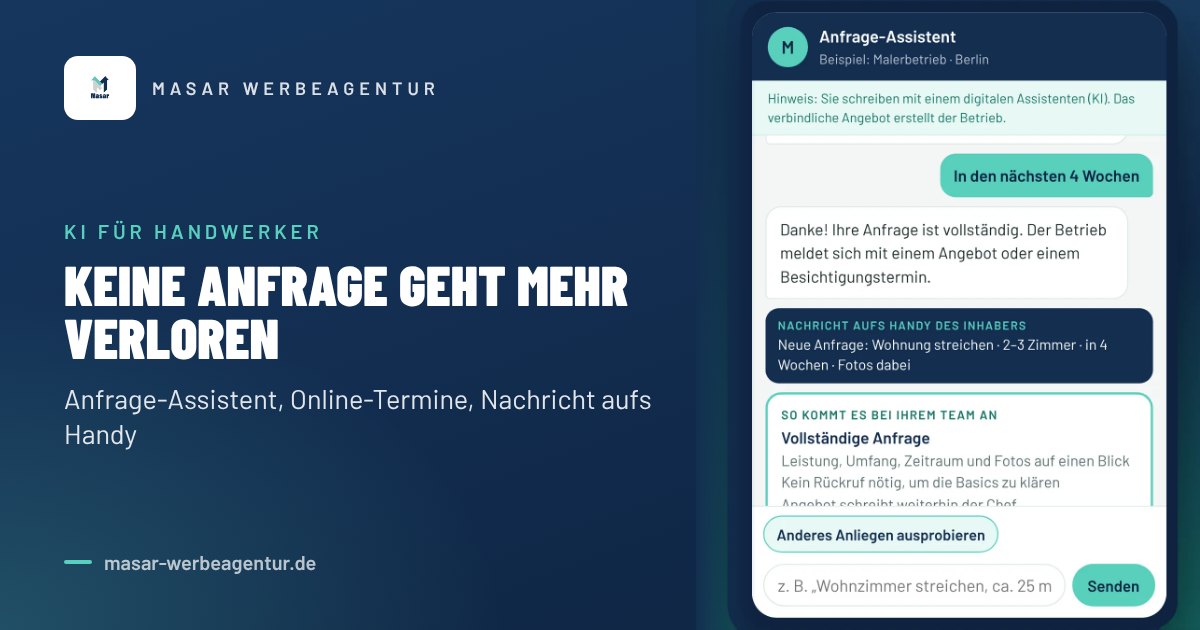 Masar
MASAR WERBEAGENTUR
KI FÜR HANDWERKER
KEINE ANFRAGE GEHT MEHR
VERLOREN
Anfrage-Assistent, Online-Termine, Nachricht aufs
Handy
masar-werbeagentur.de
M
Anfrage-Assistent
Beispiel: Malerbetrieb · Berlin
Hinweis: Sie schreiben mit einem digitalen Assistenten (KI). Das
verbindliche Angebot erstellt der Betrieb.
In den nächsten 4 Wochen
Danke! Ihre Anfrage ist vollständig. Der Betrieb
meldet sich mit einem Angebot oder einem
Besichtigungstermin.
NACHRICHT AUFS HANDY DES INHABERS
Neue Anfrage: Wohnung streichen · 2–3 Zimmer · in 4
Wochen · Fotos dabei
SO KOMMT ES BEI IHREM TEAM AN
Vollständige Anfrage
Leistung, Umfang, Zeitraum und Fotos auf einen Blick
Kein Rückruf nötig, um die Basics zu klären
Angebot schreibt weiterhin der Chef
Anderes Anliegen ausprobieren
z. B. „Wohnzimmer streichen, ca. 25 m
Senden